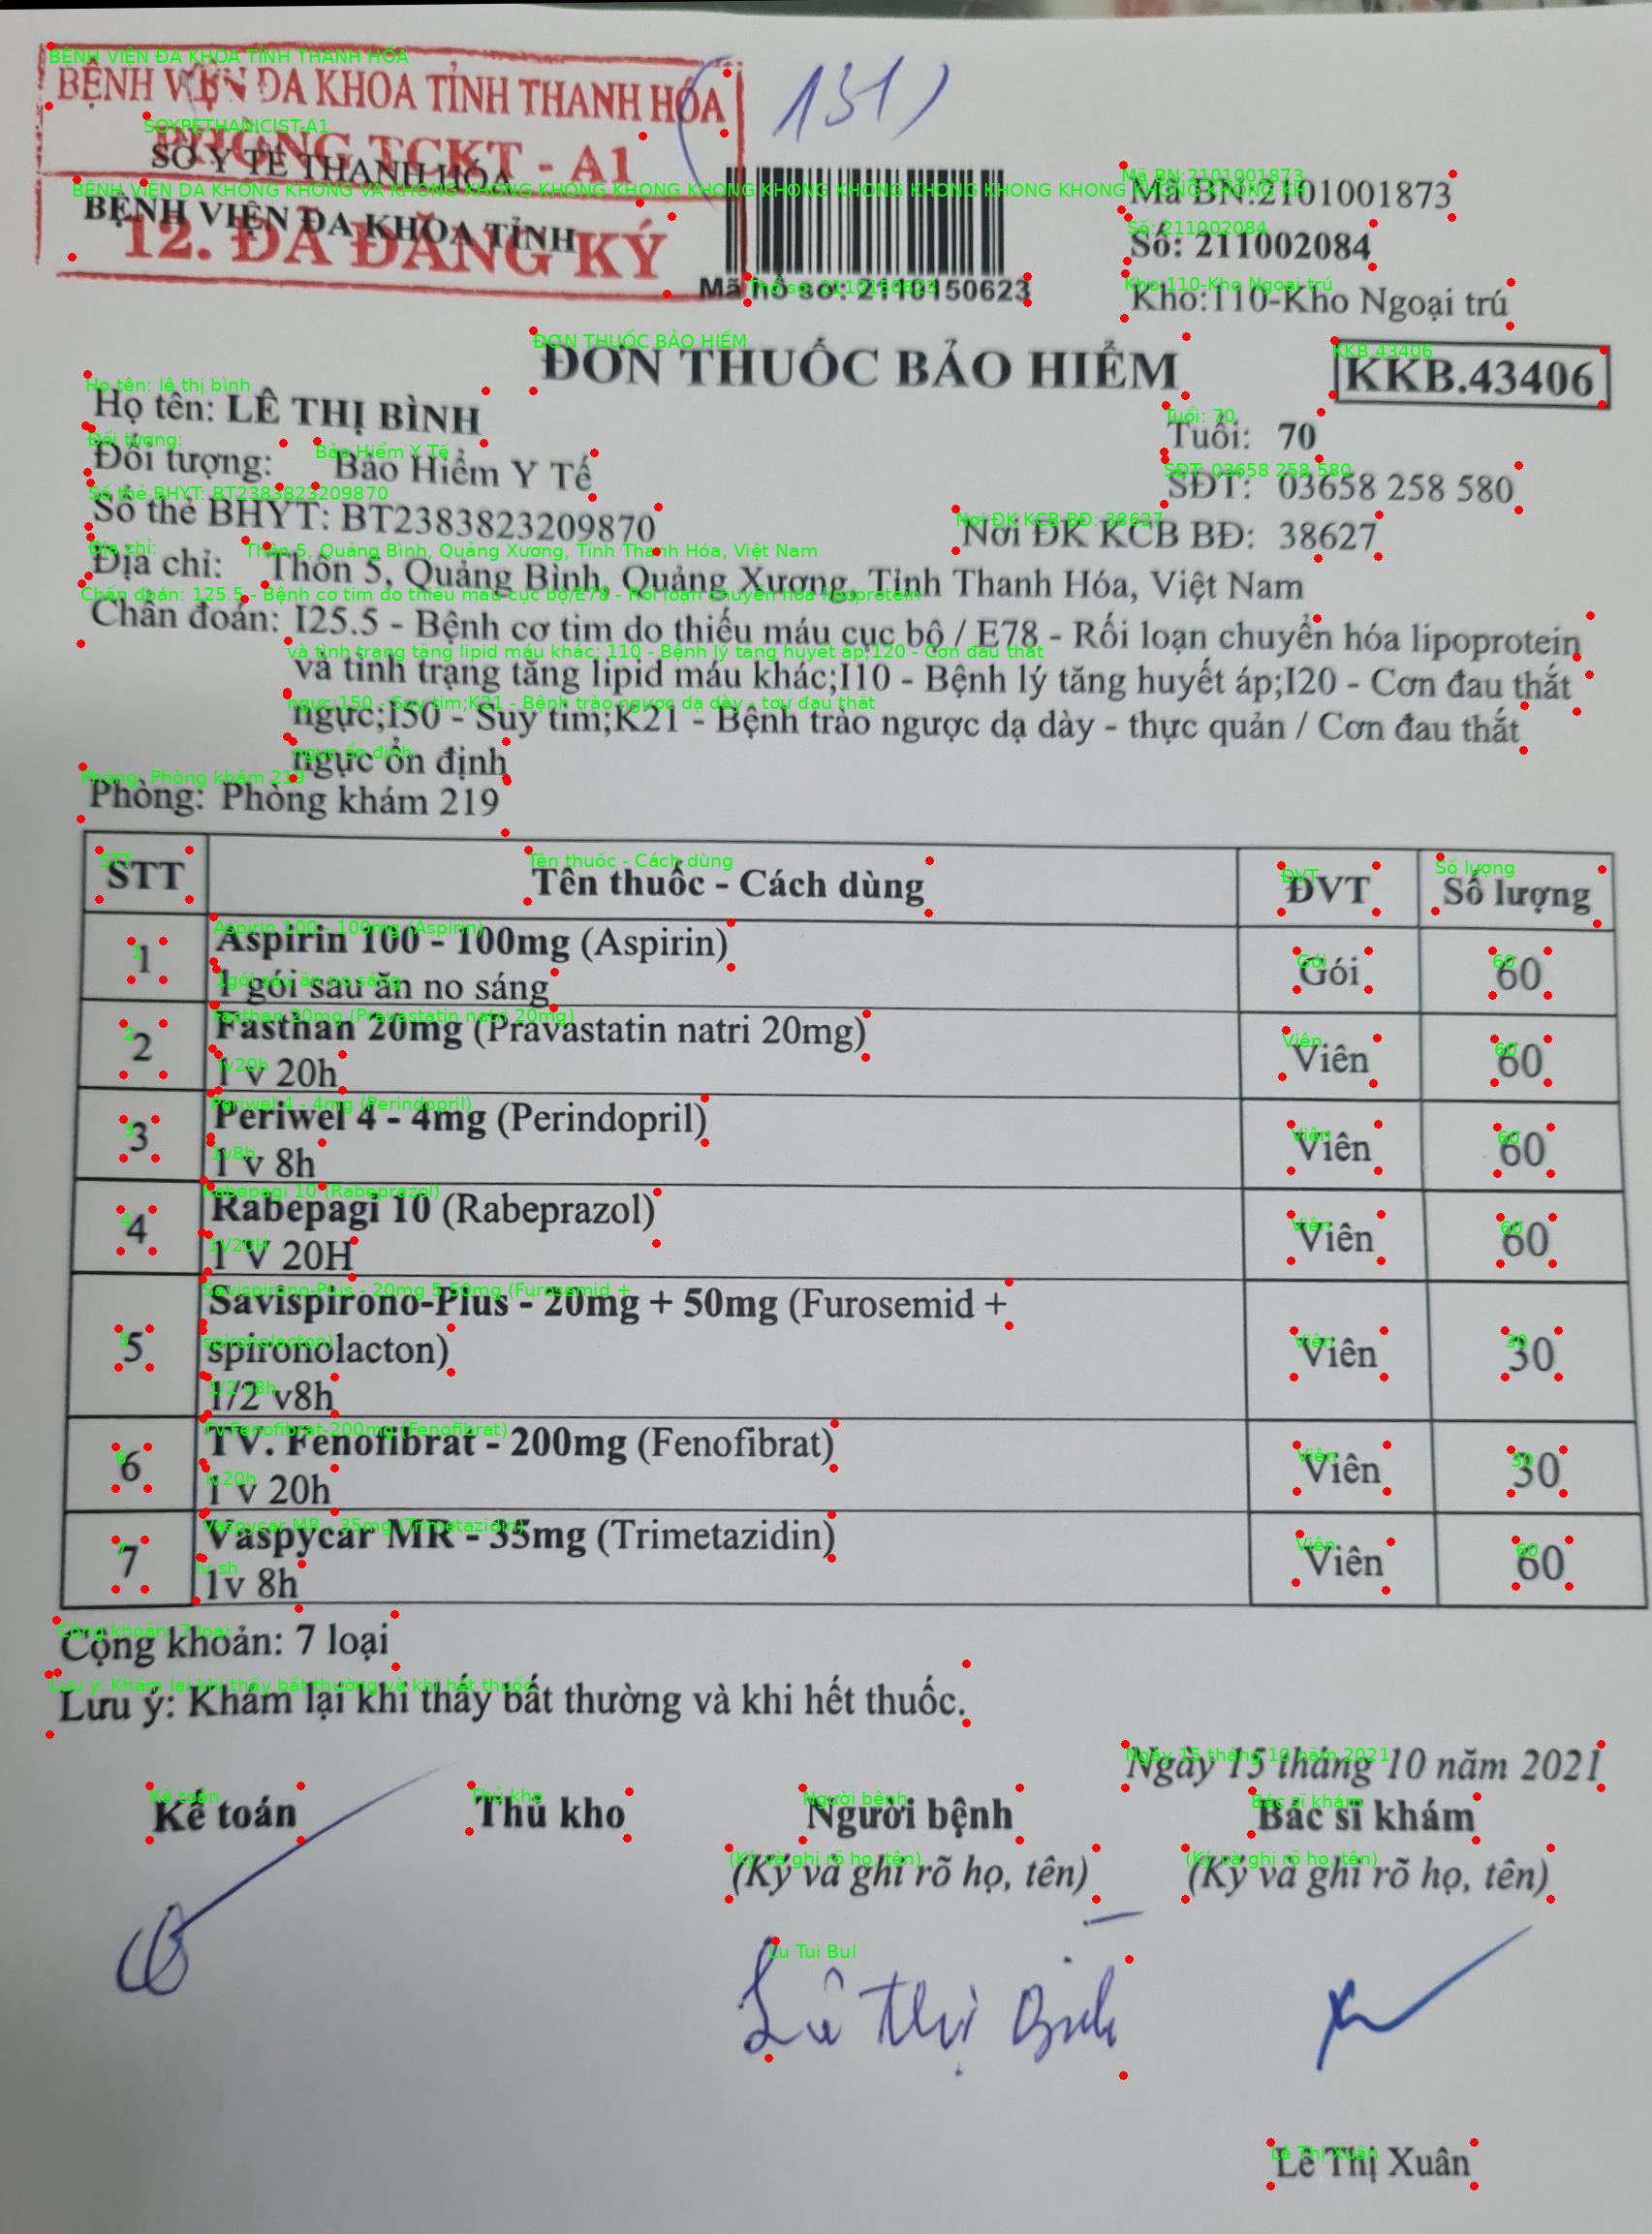 BỆNH VIỆN ĐA KHOA TỈNH THANH HÓA
PHÒNG TCKT - A1
SỞ Y TẾ THANH HÓA
BỆNH VIỆN ĐA KHOA TỈNH
12. ĐÃ ĐĂNG KÝ
(131)
Mã hồ sơ: 2110150623
Mã BN:2101001873
Số: 211002084
Kho:110-Kho Ngoại trú
ĐƠN THUỐC BẢO HIỂM
KKB.43406
Họ tên: LÊ THỊ BÌNH
Tuổi: 70
Đối tượng: Bảo Hiểm Y Tế
SĐT: 03658 258 580
Số thẻ BHYT: BT2383823209870
Nơi ĐK KCB BĐ: 38627
Địa chỉ: Thôn 5, Quảng Bình, Quảng Xương, Tỉnh Thanh Hóa, Việt Nam
Chẩn đoán: I25.5 - Bệnh cơ tim do thiếu máu cục bộ / E78 - Rối loạn chuyển hóa lipoprotein
và tình trạng tăng lipid máu khác;I10 - Bệnh lý tăng huyết áp;I20 - Cơn đau thắt
ngực;I50 - Suy tim;K21 - Bệnh trào ngược dạ dày - thực quản / Cơn đau thắt
ngực ổn định
Phòng: Phòng khám 219
STT Tên thuốc - Cách dùng ĐVT Số lượng
1 Aspirin 100 - 100mg (Aspirin) Gói 60
1 gói sau ăn no sáng
2 Fasthan 20mg (Pravastatin natri 20mg) Viên 60
1 v 20h
3 Periwel 4 - 4mg (Perindopril) Viên 60
1 v 8h
4 Rabepagi 10 (Rabeprazol) Viên 60
1 V 20H
5 Savispirono-Plus - 20mg + 50mg (Furosemid + Viên 30
spironolacton)
1/2 v8h
6 TV. Fenofibrat - 200mg (Fenofibrat) Viên 30
1 v 20h
7 Vaspycar MR - 35mg (Trimetazidin) Viên 60
1v 8h
Cộng khoản: 7 loại
Lưu ý: Khám lại khi thấy bất thường và khi hết thuốc.
Ngày 15 tháng 10 năm 2021
Kế toán Thủ kho Người bệnh Bác sĩ khám
(Ký và ghi rõ họ, tên) (Ký và ghi rõ họ, tên)
Lê Thị Bình
Lê Thị Xuân